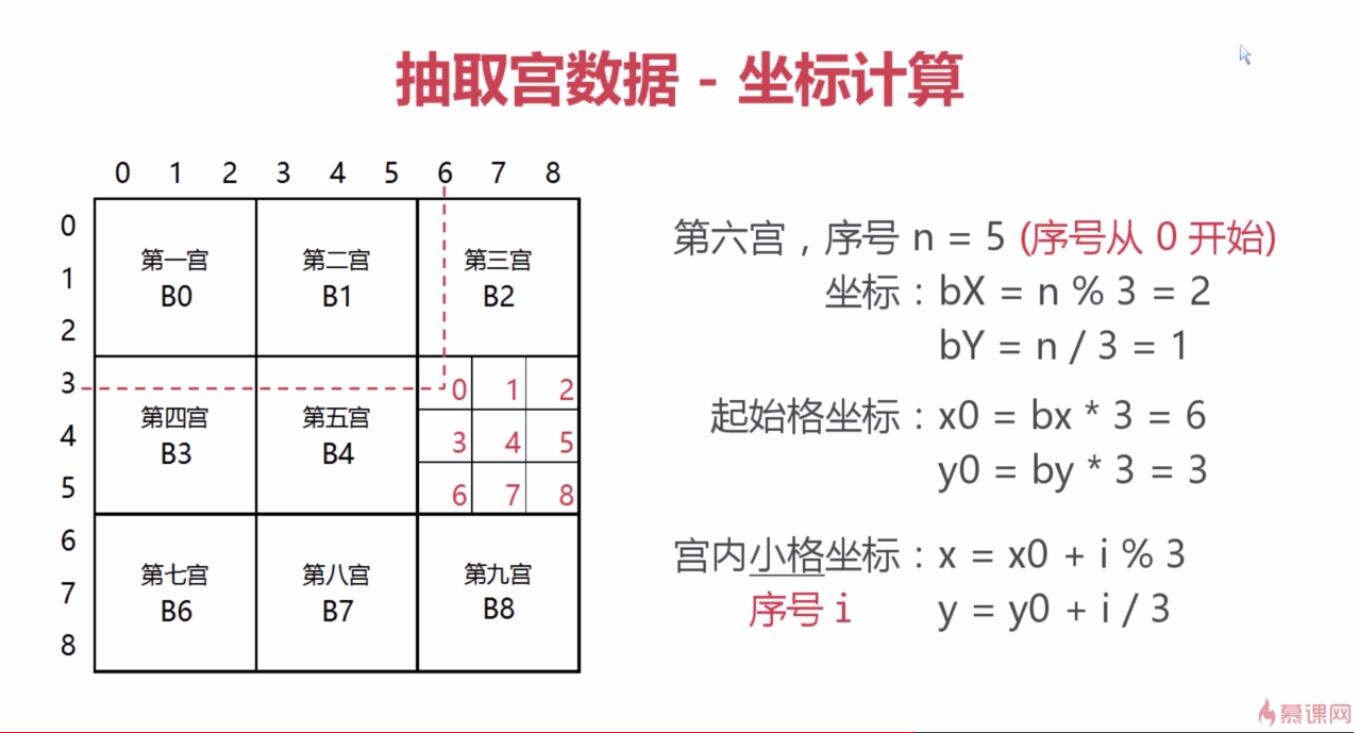 抽取宫数据 - 坐标计算
0 1 2 3 4 5 6 7 8
0
1
2
3
4
5
6
7
8
第一宫
B0
第二宫
B1
第三宫
B2
第四宫
B3
第五宫
B4
0 1 2
3 4 5
6 7 8
第七宫
B6
第八宫
B7
第九宫
B8
第六宫，序号 n = 5 (序号从 0 开始)
坐标：bX = n % 3 = 2
bY = n / 3 = 1
起始格坐标：x0 = bx * 3 = 6
y0 = by * 3 = 3
宫内小格坐标：x = x0 + i % 3
序号 i y = y0 + i / 3
慕课网